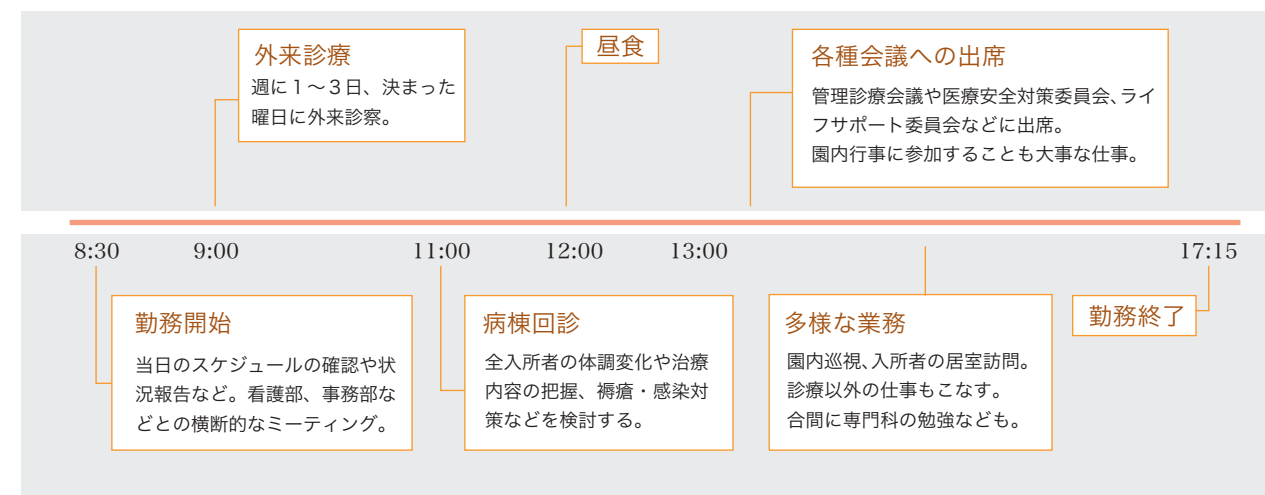 外来診療
週に1～3日、決まった
曜日に外来診察。
昼食
各種会議への出席
管理診療会議や医療安全対策委員会、ライ
フサポート委員会などに出席。
園内行事に参加することも大事な仕事。
8:30
9:00
11:00
12:00
13:00
17:15
勤務開始
当日のスケジュールの確認や状
況報告など。看護部、事務部な
どとの横断的なミーティング。
病棟回診
全入所者の体調変化や治療
内容の把握、褥瘡・感染対
策などを検討する。
多様な業務
園内巡視、入所者の居室訪問。
診療以外の仕事もこなす。
合間に専門科の勉強なども。
勤務終了